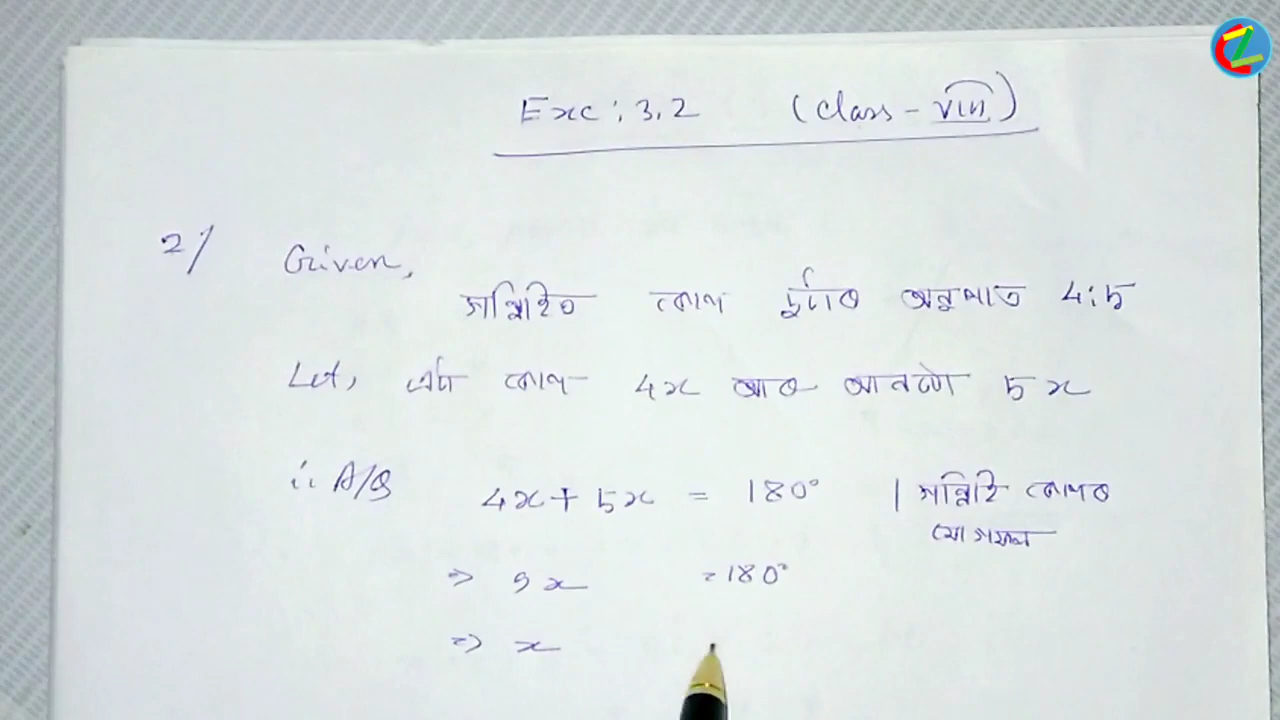 Exc: 3.2 (Class - VIII)
2/ Given,
সন্নিহিত কোণ দুটাৰ অনুপাত 4:5
Let, এটা কোণ 4x আৰু আনটো 5x
∴ A/Q 4x + 5x = 180° | সন্নিহি কোণৰ
যোগফল
⇒ 9x = 180°
⇒ x